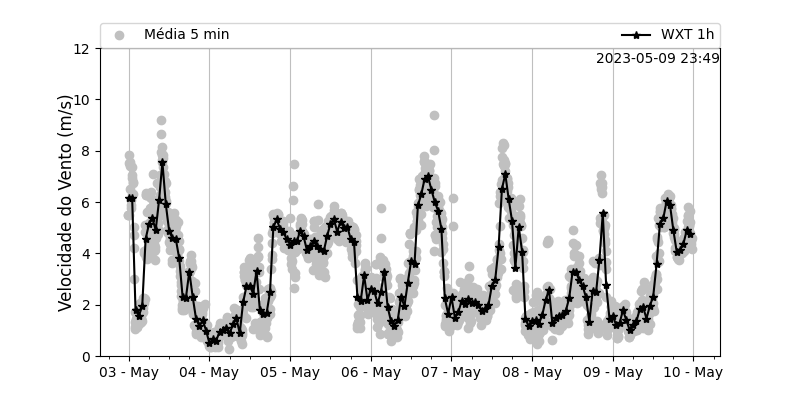 Média 5 min
WXT 1h
2023-05-09 23:49
Velocidade do Vento (m/s)
12
10
8
6
4
2
0
03 - May
04 - May
05 - May
06 - May
07 - May
08 - May
09 - May
10 - May